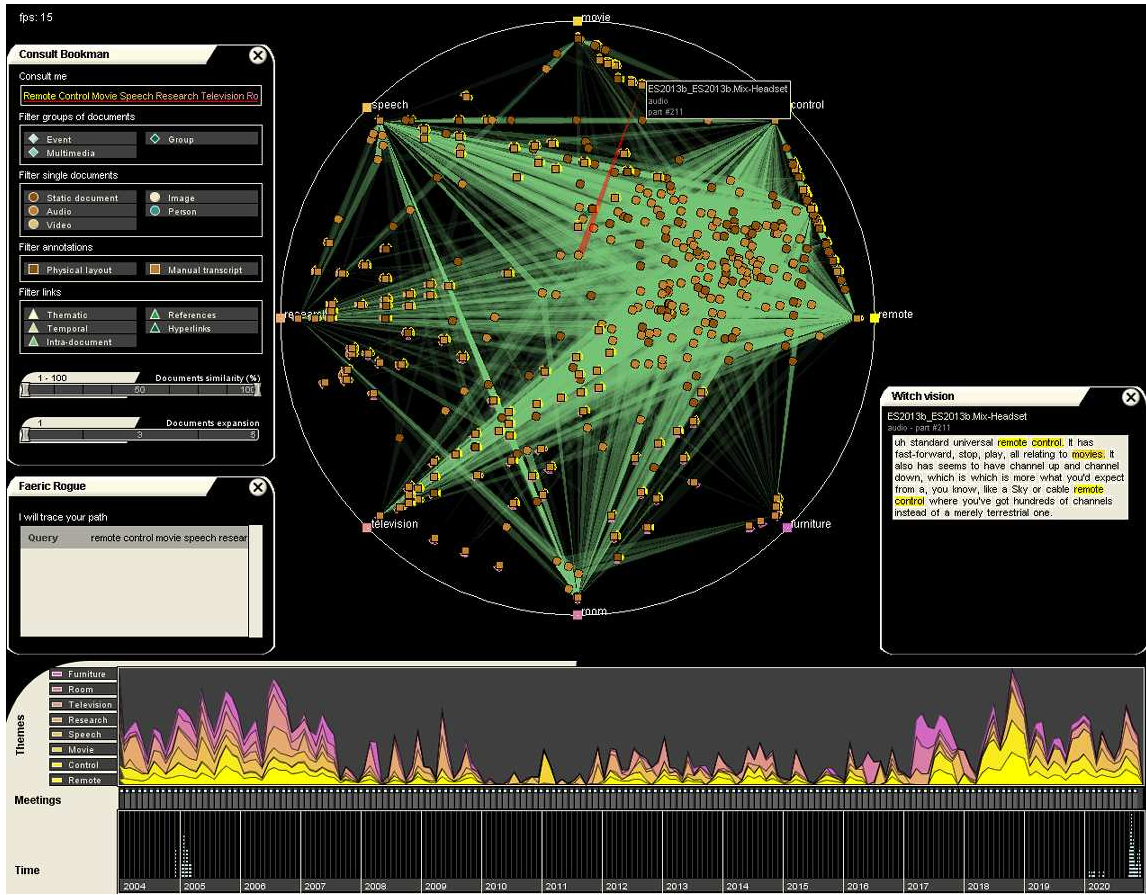 fps: 15
movie
Consult Bookman
Consult me
Remote Control Movie Speech Research Television Ro
Filter groups of documents
Event
Group
Multimedia
Filter single documents
Static document
Image
Audio
Person
Video
Filter annotations
Physical layout
Manual transcript
Filter links
Thematic
References
Temporal
Hyperlinks
Intra-document
1 - 100
Documents similarity (%)
50
100
1
Documents expansion
3
5
Faeric Rogue
I will trace your path
Query
remote control movie speech resear
ES2013b_ES2013b.Mix-Headset
audio
part #211
speech
control
research
remote
television
furniture
room
Witch vision
ES2013b_ES2013b.Mix-Headset
audio - part #211
uh standard universal remote control. It has
fast-forward, stop, play, all relating to movies. It
also has seems to have channel up and channel
down, which is which is more what you'd expect
from a, you know, like a Sky or cable remote
control where you've got hundreds of channels
instead of a merely terrestrial one.
Themes
Furniture
Room
Television
Research
Speech
Movie
Control
Remote
Meetings
Time
2004
2005
2006
2007
2008
2009
2010
2011
2012
2013
2014
2015
2016
2017
2018
2019
2020